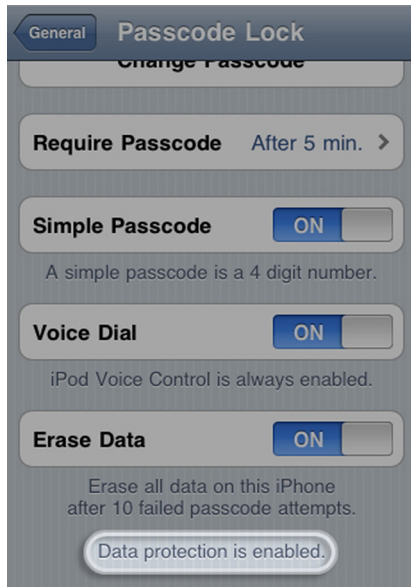 General
Passcode Lock
Change Passcode
Require Passcode After 5 min.
Simple Passcode ON
A simple passcode is a 4 digit number.
Voice Dial ON
iPod Voice Control is always enabled.
Erase Data ON
Erase all data on this iPhone
after 10 failed passcode attempts.
Data protection is enabled.